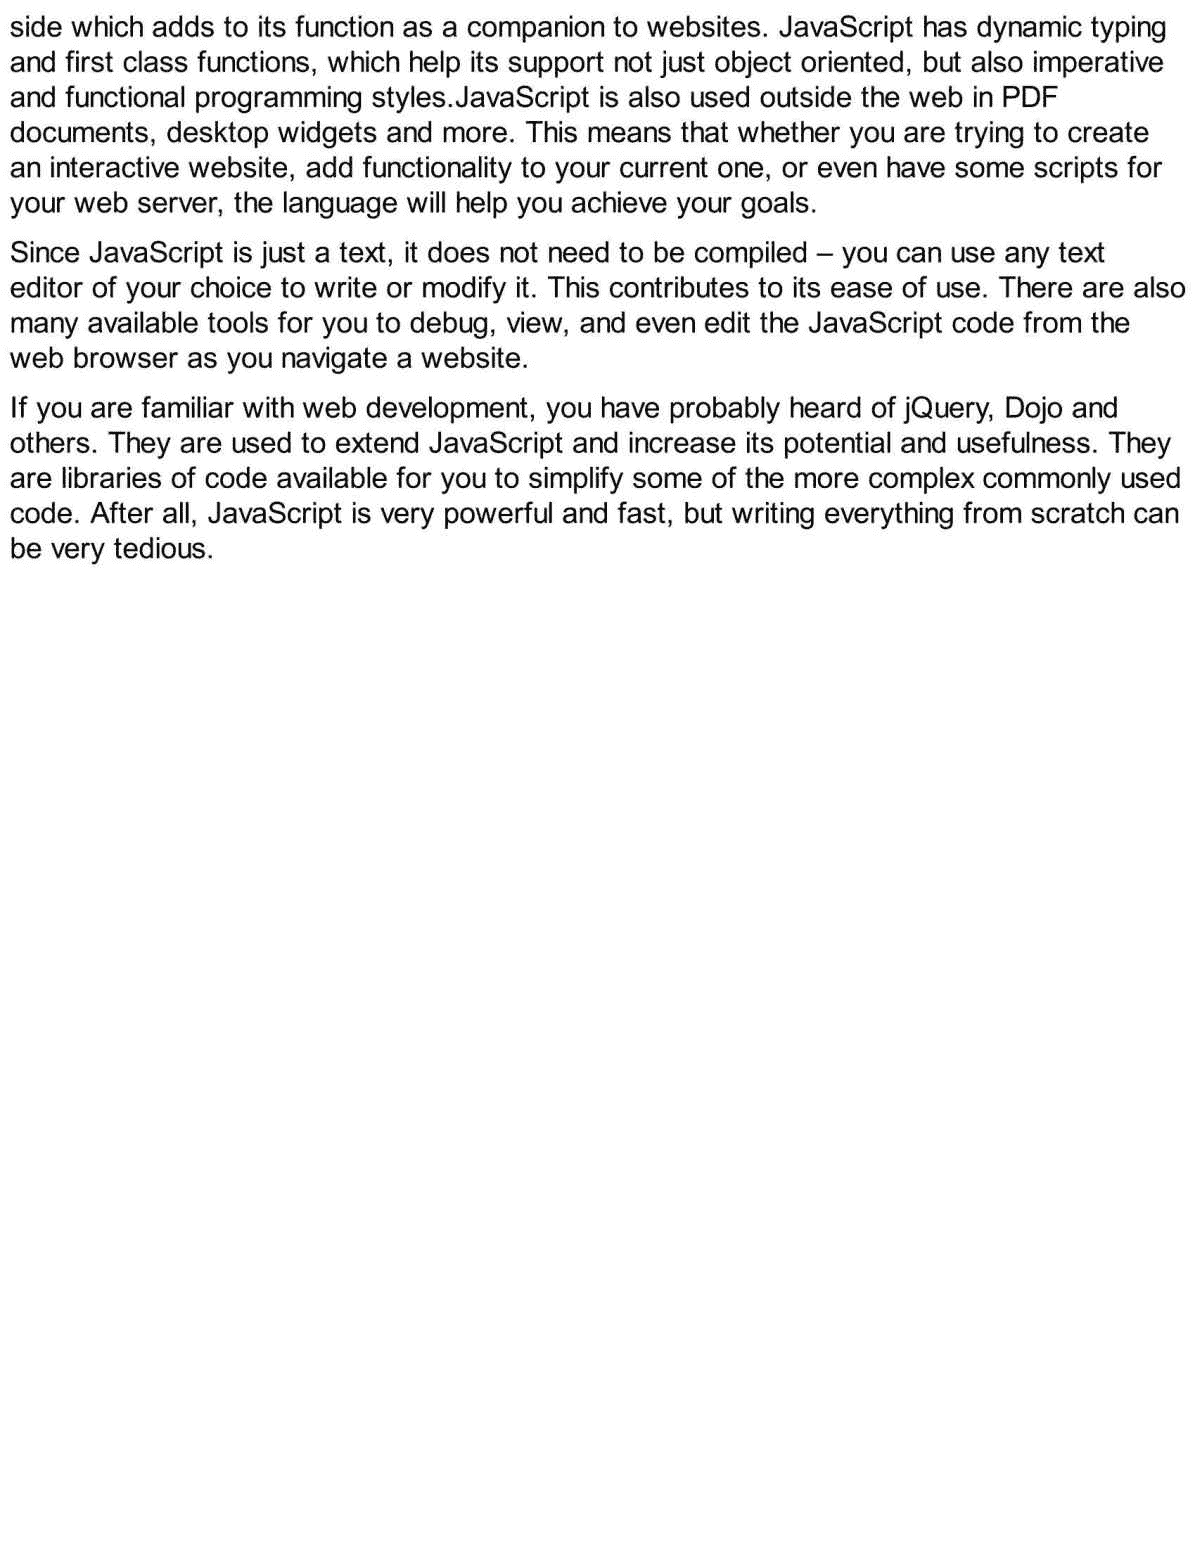 side which adds to its function as a companion to websites. JavaScript has dynamic typing
and first class functions, which help its support not just object oriented, but also imperative
and functional programming styles.JavaScript is also used outside the web in PDF
documents, desktop widgets and more. This means that whether you are trying to create
an interactive website, add functionality to your current one, or even have some scripts for
your web server, the language will help you achieve your goals.
Since JavaScript is just a text, it does not need to be compiled – you can use any text
editor of your choice to write or modify it. This contributes to its ease of use. There are also
many available tools for you to debug, view, and even edit the JavaScript code from the
web browser as you navigate a website.
If you are familiar with web development, you have probably heard of jQuery, Dojo and
others. They are used to extend JavaScript and increase its potential and usefulness. They
are libraries of code available for you to simplify some of the more complex commonly used
code. After all, JavaScript is very powerful and fast, but writing everything from scratch can
be very tedious.